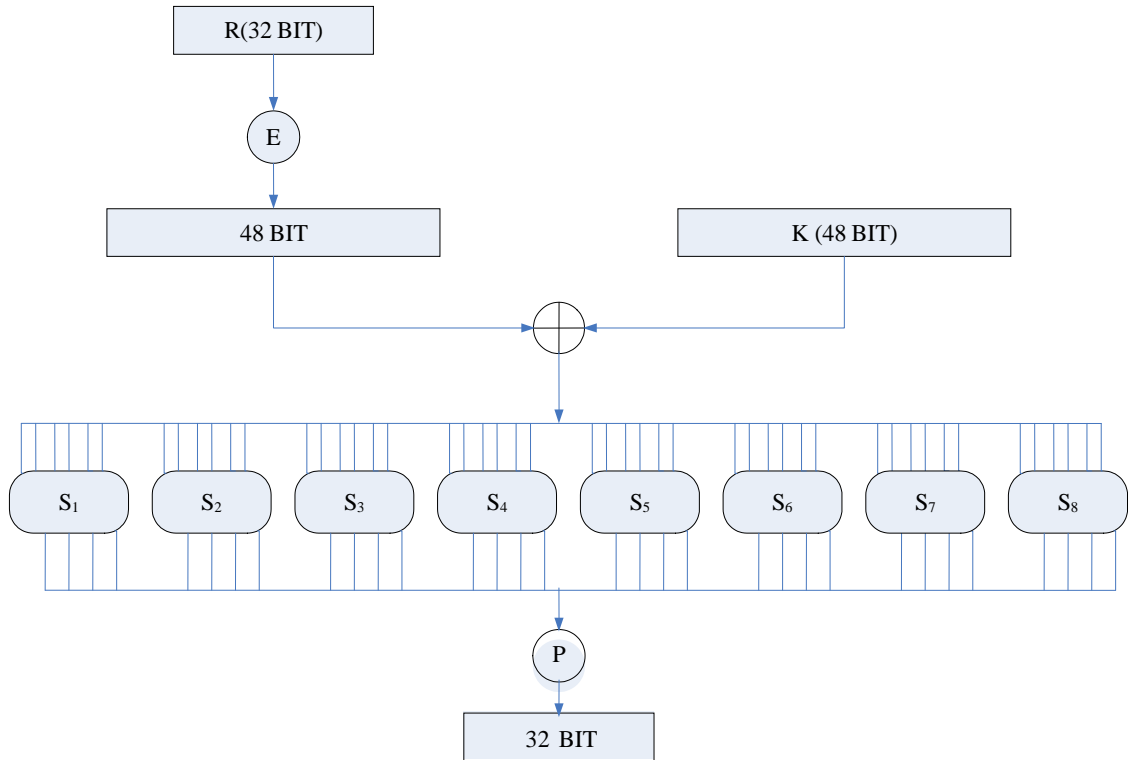 R(32 BIT)
E
48 BIT
K (48 BIT)
S1 S2 S3 S4 S5 S6 S7 S8
P
32 BIT